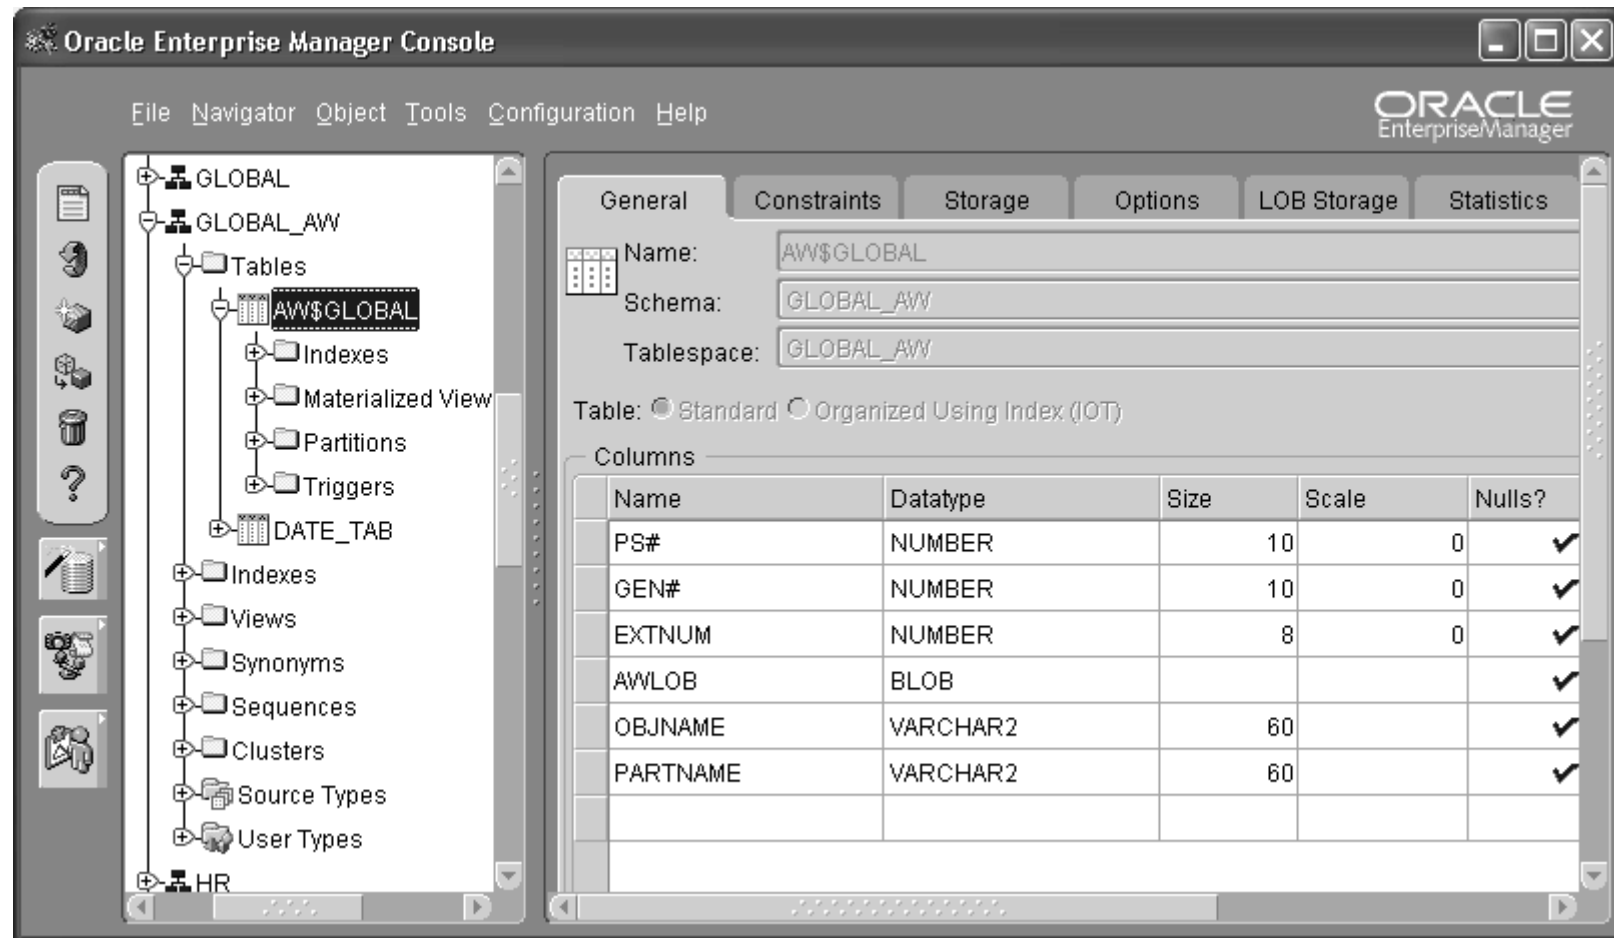 Oracle Enterprise Manager Console
File Navigator Object Tools Configuration Help
ORACLE
EnterpriseManager
GLOBAL
GLOBAL_AW
Tables
AW$GLOBAL
Indexes
Materialized View
Partitions
Triggers
DATE_TAB
Indexes
Views
Synonyms
Sequences
Clusters
Source Types
User Types
HR
General Constraints Storage Options LOB Storage Statistics
Name: AW$GLOBAL
Schema: GLOBAL_AW
Tablespace: GLOBAL_AW
Table: Standard Organized Using Index (IOT)
Columns
Name Datatype Size Scale Nulls?
PS# NUMBER 10 0
GEN# NUMBER 10 0
EXTNUM NUMBER 8 0
AWLOB BLOB
OBJNAME VARCHAR2 60
PARTNAME VARCHAR2 60